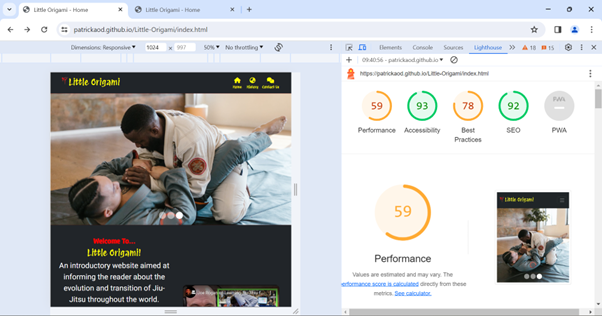 Little Origami - Home
Little Origami - Home
patrickaod.github.io/Little-Origami/index.html
Dimensions: Responsive
1024
x
997
50%
No throttling
Elements
Console
Sources
Lighthouse
18
15
09:40:56 - patrickaod.github.io
https://patrickaod.github.io/Little-Origami/index.html
Little Origami
Home
History
Contact Us
59
93
78
92
PWA
Performance
Accessibility
Best Practices
SEO
PWA
59
Performance
Values are estimated and may vary. The
performance score is calculated directly from these
metrics. See calculator.
Little Origami
Welcome To...
Little Origami!
An introductory website aimed at
informing the reader about the
evolution and transition of Jiu-
Jitsu throughout the world.